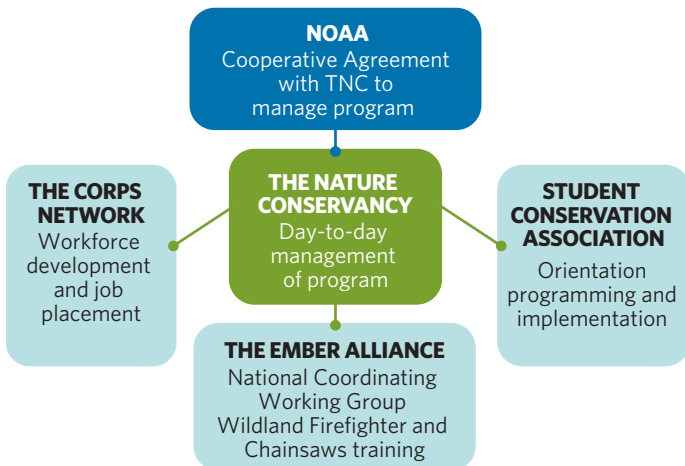 NOAA
Cooperative Agreement
with TNC to
manage program
THE CORPS
NETWORK
Workforce
development
and job
placement
THE NATURE
CONSERVANCY
Day-to-day
management
of program
STUDENT
CONSERVATION
ASSOCIATION
Orientation
programming and
implementation
THE EMBER ALLIANCE
National Coordinating
Working Group
Wildland Firefighter and
Chainsaws training